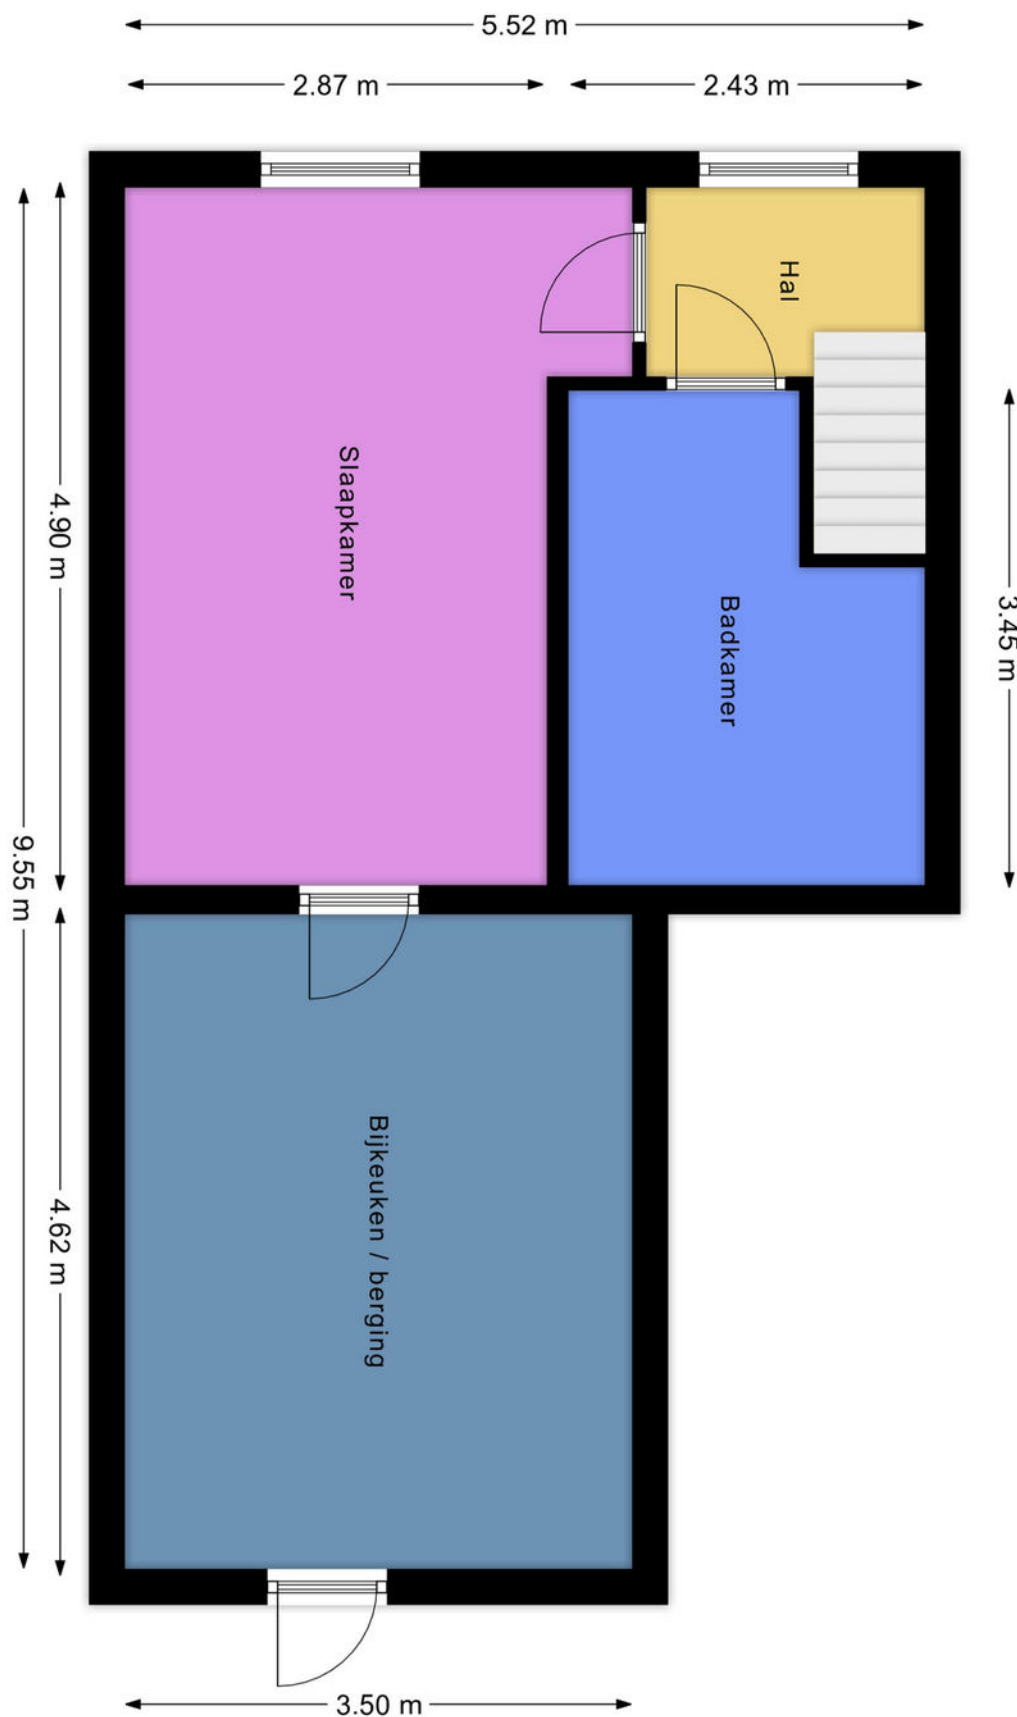 5.52 m
2.87 m
2.43 m
Hal
Slaapkamer
4.90 m
Badkamer
3.45 m
9.55 m
Bijkeuken / berging
4.62 m
3.50 m